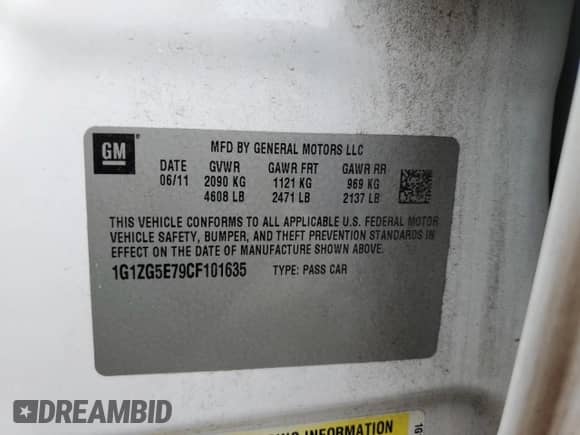 GM
MFD BY GENERAL MOTORS LLC
DATE GVWR GAWR FRT GAWR RR
06/11 2090 KG 1121 KG 969 KG
4608 LB 2471 LB 2137 LB
THIS VEHICLE CONFORMS TO ALL APPLICABLE U.S. FEDERAL MOTOR
VEHICLE SAFETY, BUMPER, AND THEFT PREVENTION STANDARDS IN
EFFECT ON THE DATE OF MANUFACTURE SHOWN ABOVE.
1G1ZG5E79CF101635 TYPE: PASS CAR
DREAMBID
INFORMATION
1G